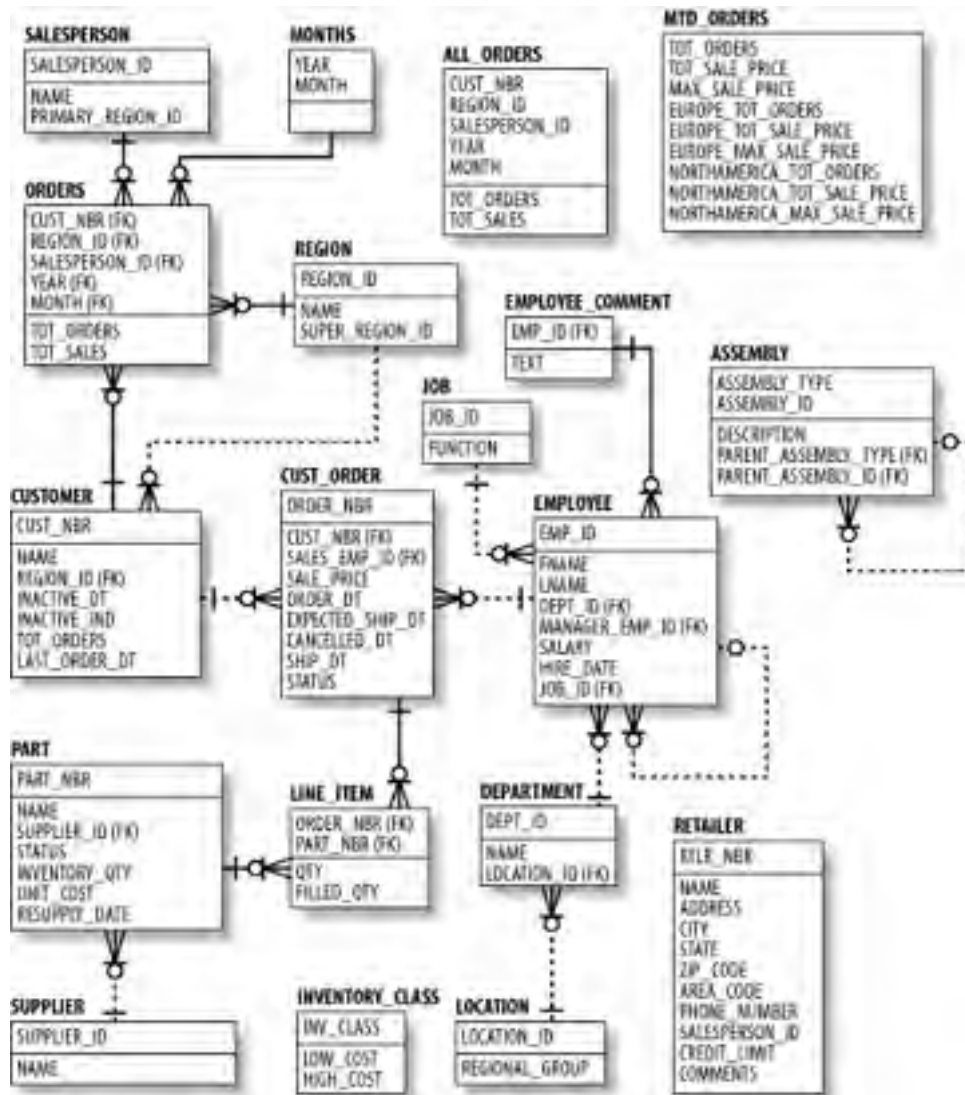 SALESPERSON
SALESPERSON_ID
NAME
PRIMARY_REGION_ID
MONTHS
YEAR
MONTH
ALL_ORDERS
CUST_NBR
REGION_ID
SALESPERSON_ID
YEAR
MONTH
TOT_ORDERS
TOT_SALES
MTD_ORDERS
TOT_ORDERS
TOT_SALE_PRICE
MAX_SALE_PRICE
EUROPE_TOT_ORDERS
EUROPE_TOT_SALE_PRICE
EUROPE_MAX_SALE_PRICE
NORTHAMERICA_TOT_ORDERS
NORTHAMERICA_TOT_SALE_PRICE
NORTHAMERICA_MAX_SALE_PRICE
ORDERS
CUST_NBR (FK)
REGION_ID (FK)
SALESPERSON_ID (FK)
YEAR (FK)
MONTH (FK)
TOT_ORDERS
TOT_SALES
REGION
REGION_ID
NAME
SUPER_REGION_ID
EMPLOYEE_COMMENT
EMP_ID (FK)
TEXT
ASSEMBLY
ASSEMBLY_TYPE
ASSEMBLY_ID
DESCRIPTION
PARENT_ASSEMBLY_TYPE (FK)
PARENT_ASSEMBLY_ID (FK)
JOB
JOB_ID
FUNCTION
CUSTOMER
CUST_NBR
NAME
REGION_ID (FK)
INACTIVE_DT
INACTIVE_IND
TOT_ORDERS
LAST_ORDER_DT
CUST_ORDER
ORDER_NBR
CUST_NBR (FK)
SALES_EMP_ID (FK)
SALE_PRICE
ORDER_DT
EXPECTED_SHIP_DT
CANCELLED_DT
SHIP_DT
STATUS
EMPLOYEE
EMP_ID
FNAME
LNAME
DEPT_ID (FK)
MANAGER_EMP_ID (FK)
SALARY
HIRE_DATE
JOB_ID (FK)
PART
PART_NBR
NAME
SUPPLIER_ID (FK)
STATUS
INVENTORY_QTY
UNIT_COST
RESUPPLY_DATE
LINE_ITEM
ORDER_NBR (FK)
PART_NBR (FK)
QTY
FILLED_QTY
DEPARTMENT
DEPT_ID
NAME
LOCATION_ID (FK)
RETAILER
RTLR_NBR
NAME
ADDRESS
CITY
STATE
ZIP_CODE
AREA_CODE
PHONE_NUMBER
SALESPERSON_ID
CREDIT_LIMIT
COMMENTS
SUPPLIER
SUPPLIER_ID
NAME
INVENTORY_CLASS
INV_CLASS
LOW_COST
HIGH_COST
LOCATION
LOCATION_ID
REGIONAL_GROUP